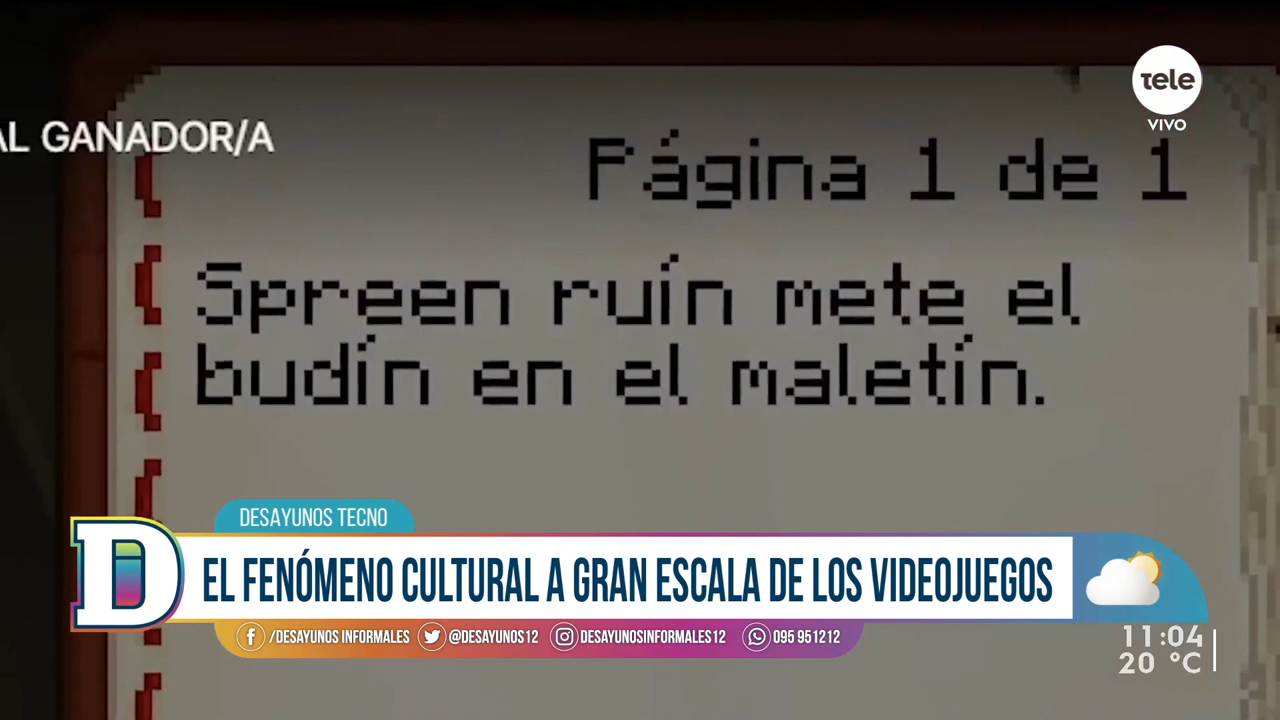 tele
VIVO
AL GANADOR/A
Página 1 de 1
Spreen ruín mete el
budín en el maletín.
DESAYUNOS TECNO
D
EL FENÓMENO CULTURAL A GRAN ESCALA DE LOS VIDEOJUEGOS
/DESAYUNOS INFORMALES @DESAYUNOS12 DESAYUNOSINFORMALES12 095 951212
11:04
20 °C